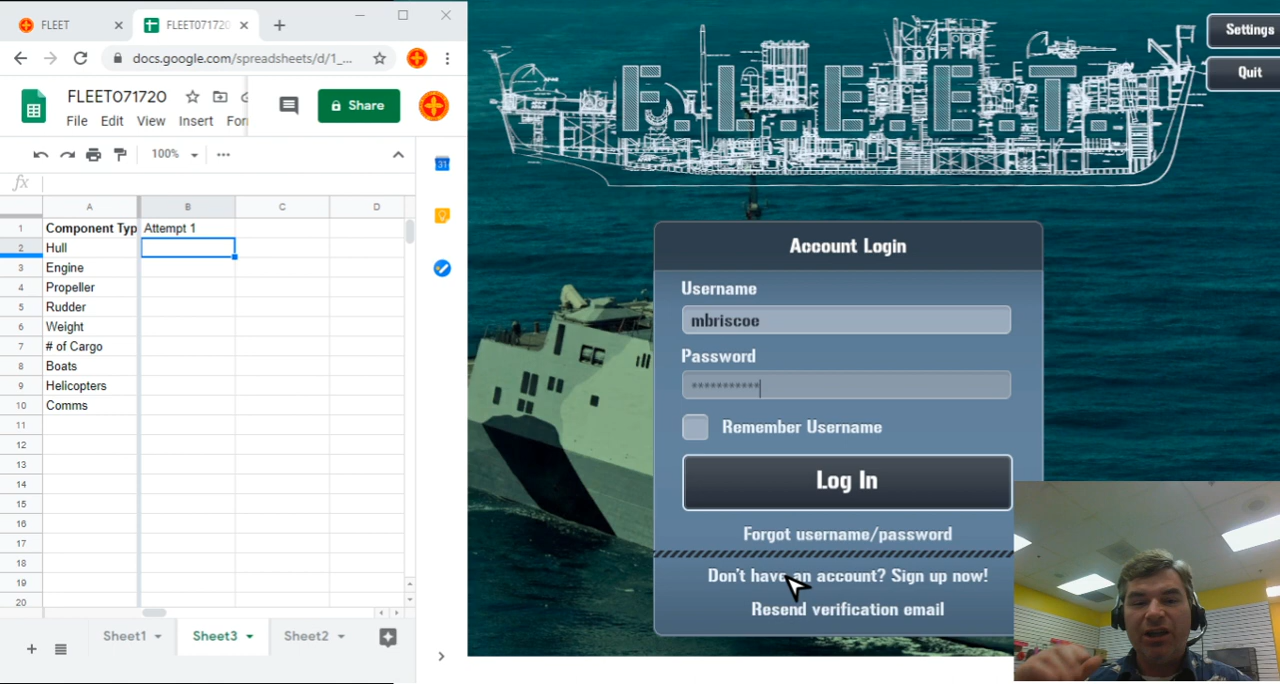 FLEET
FLEET071720
docs.google.com/spreadsheets/d/1_...
FLEET071720
File Edit View Insert For
Share
100%
fx
A B C D
1 Component Typ Attempt 1
2 Hull
3 Engine
4 Propeller
5 Rudder
6 Weight
7 # of Cargo
8 Boats
9 Helicopters
10 Comms
11
12
13
14
15
16
17
18
19
20
Sheet1 Sheet3 Sheet2
31
F.L.E.E.T.
Settings
Quit
Account Login
Username
mbriscoe
Password
***********
Remember Username
Log In
Forgot username/password
Don't have an account? Sign up now!
Resend verification email